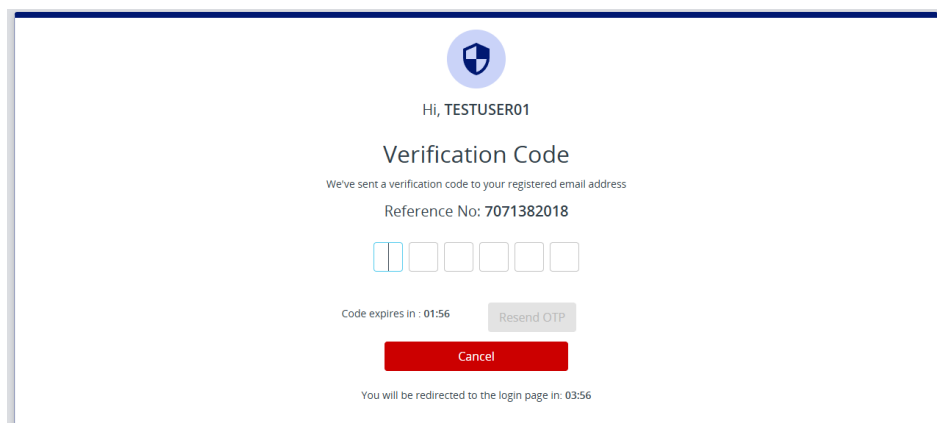 Hi, TESTUSER01
Verification Code
We've sent a verification code to your registered email address
Reference No: 7071382018
Code expires in : 01:56
Resend OTP
Cancel
You will be redirected to the login page in: 03:56